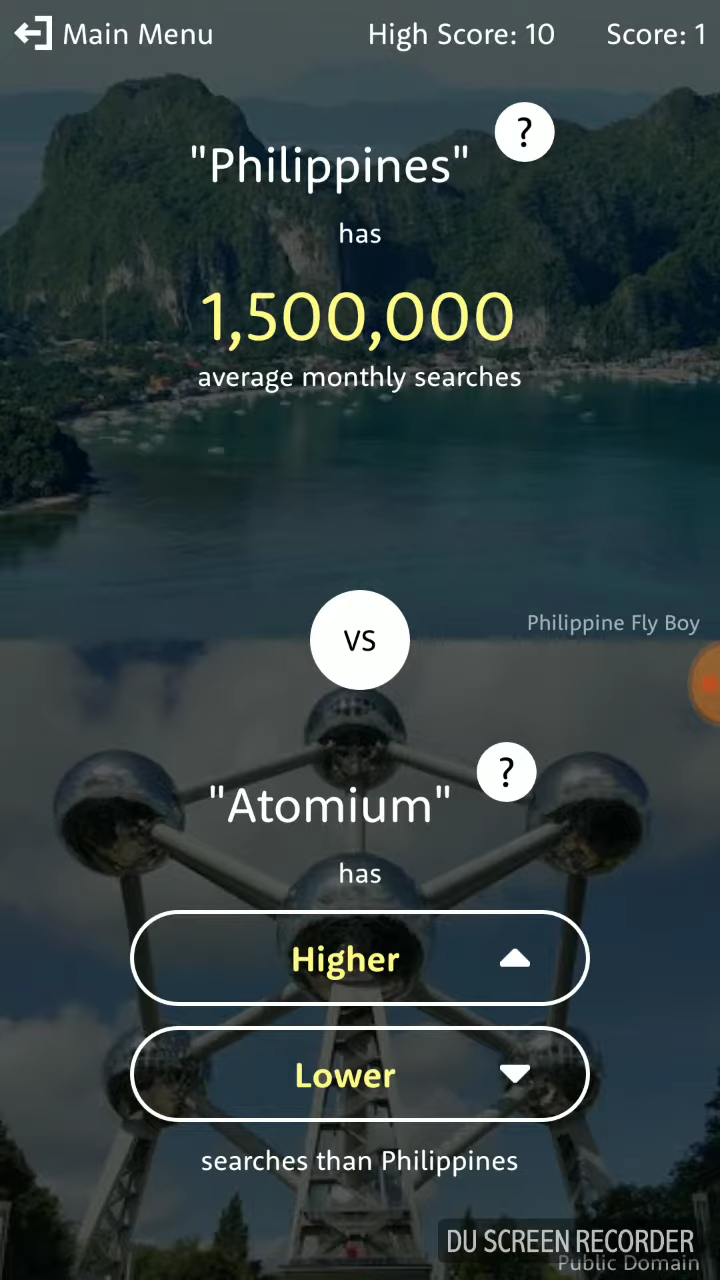 Main Menu High Score: 10 Score: 1
?
"Philippines"
has
1,500,000
average monthly searches
Philippine Fly Boy
VS
?
"Atomium"
has
Higher
Lower
searches than Philippines
DU SCREEN RECORDER
Public Domain